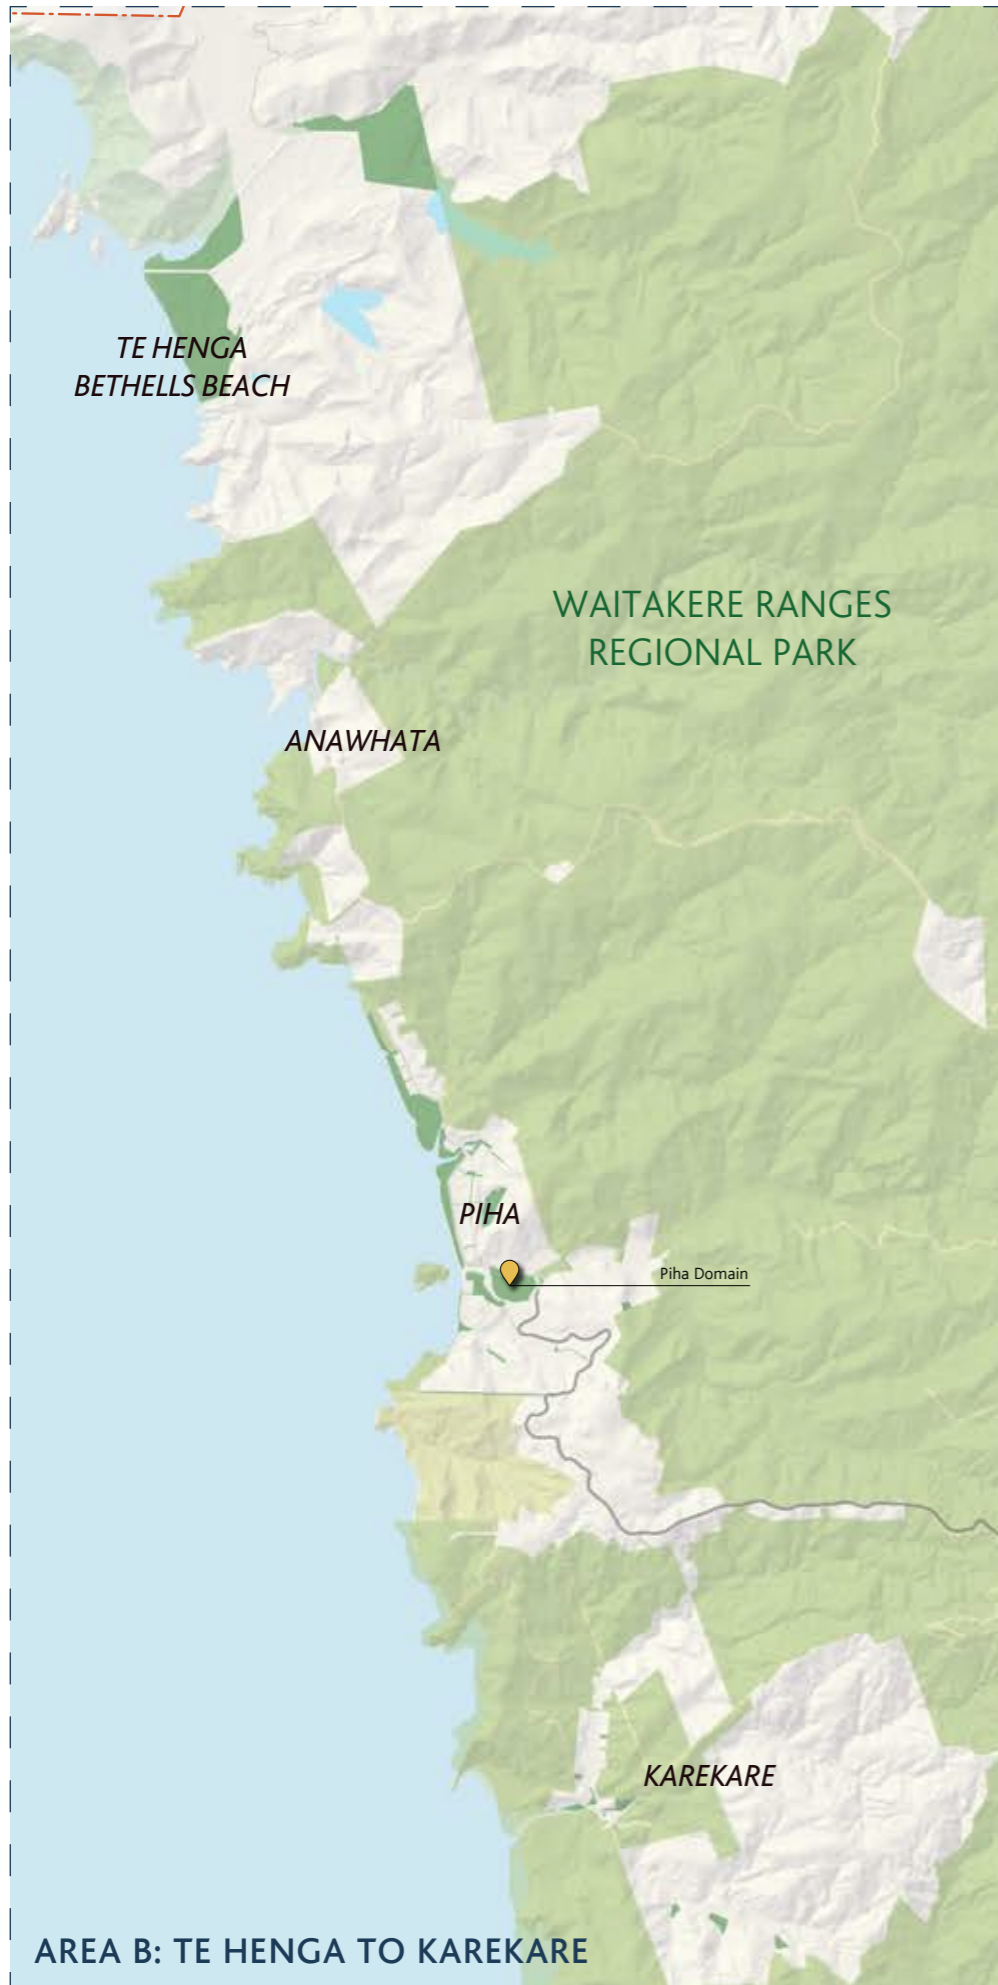 TE HENGA
BETHELLS BEACH
WAITAKERE RANGES
REGIONAL PARK
ANAWHATA
PIHA
Piha Domain
KAREKARE
AREA B: TE HENGA TO KAREKARE